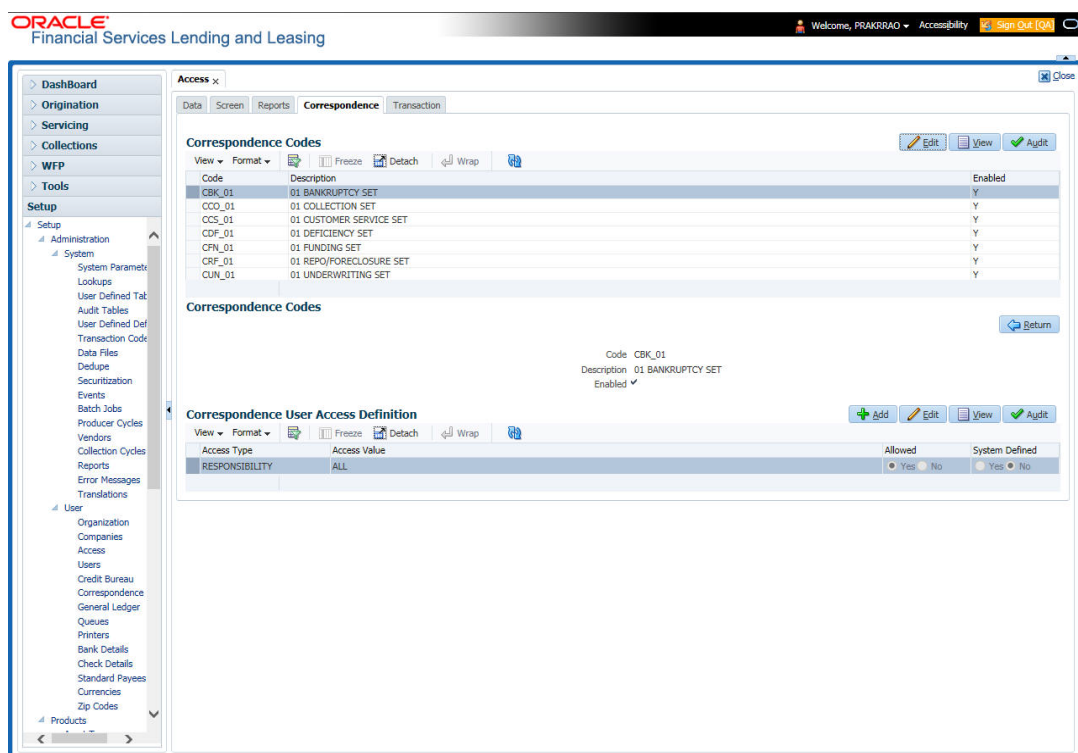 ORACLE®
Financial Services Lending and Leasing
Welcome, PRAKRRAO Accessibility Sign Out [QA]
DashBoard
Origination
Servicing
Collections
WFP
Tools
Setup
Setup
Administration
System
System Paramete
Lookups
User Defined Tab
Audit Tables
User Defined Def
Transaction Code
Data Files
Dedupe
Securitization
Events
Batch Jobs
Producer Cycles
Vendors
Collection Cycles
Reports
Error Messages
Translations
User
Organization
Companies
Access
Users
Credit Bureau
Correspondence
General Ledger
Queues
Printers
Bank Details
Check Details
Standard Payees
Currencies
Zip Codes
Products
Access Close
Data Screen Reports Correspondence Transaction
Correspondence Codes Edit View Audit
View Format Freeze Detach Wrap
Code Description Enabled
CBK_01 01 BANKRUPTCY SET Y
CCO_01 01 COLLECTION SET Y
CCS_01 01 CUSTOMER SERVICE SET Y
CDF_01 01 DEFICIENCY SET Y
CFN_01 01 FUNDING SET Y
CRF_01 01 REPO/FORECLOSURE SET Y
CUN_01 01 UNDERWRITING SET Y
Correspondence Codes
Return
Code CBK_01
Description 01 BANKRUPTCY SET
Enabled
Correspondence User Access Definition Add Edit View Audit
View Format Freeze Detach Wrap
Access Type Access Value Allowed System Defined
RESPONSIBILITY ALL Yes No Yes No